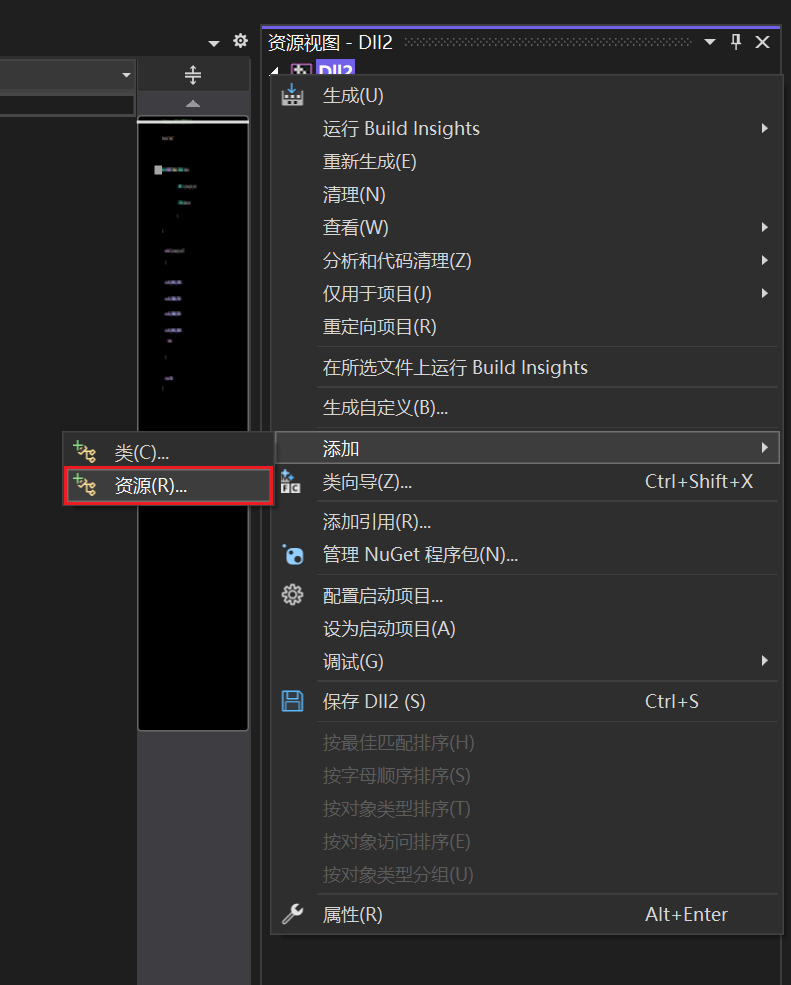 资源视图 - Dll2
Dll2
生成(U)
运行 Build Insights
重新生成(E)
清理(N)
查看(W)
分析和代码清理(Z)
仅用于项目(J)
重定向项目(R)
在所选文件上运行 Build Insights
生成自定义(B)...
添加
类(C)...
资源(R)...
类向导(Z)... Ctrl+Shift+X
添加引用(R)...
管理 NuGet 程序包(N)...
配置启动项目...
设为启动项目(A)
调试(G)
保存 Dll2 (S) Ctrl+S
按最佳匹配排序(H)
按字母顺序排序(S)
按对象类型排序(T)
按对象访问排序(E)
按对象类型分组(U)
属性(R) Alt+Enter